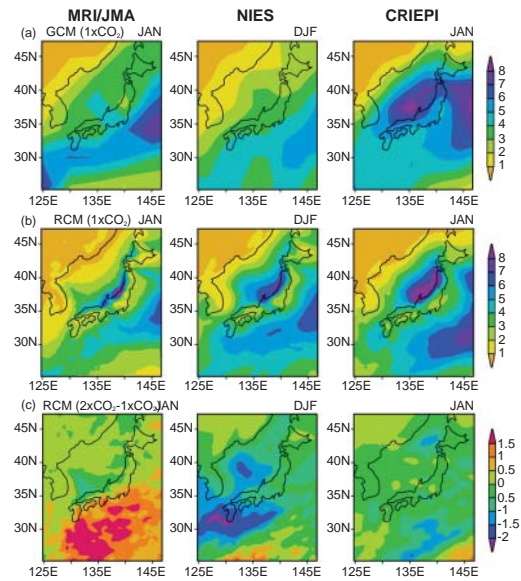 MRI/JMA NIES CRIEPI
(a) GCM (1xCO₂) JAN DJF JAN
45N
40N
35N
30N
125E 135E 145E 125E 135E 145E 125E 135E 145E
8
7
6
5
4
3
2
1
(b) RCM (1xCO₂) JAN DJF JAN
45N
40N
35N
30N
125E 135E 145E 125E 135E 145E 125E 135E 145E
8
7
6
5
4
3
2
1
(c) RCM (2xCO₂-1xCO₂)JAN DJF JAN
45N
40N
35N
30N
125E 135E 145E 125E 135E 145E 125E 135E 145E
1.5
1
0.5
0
-0.5
-1
-1.5
-2